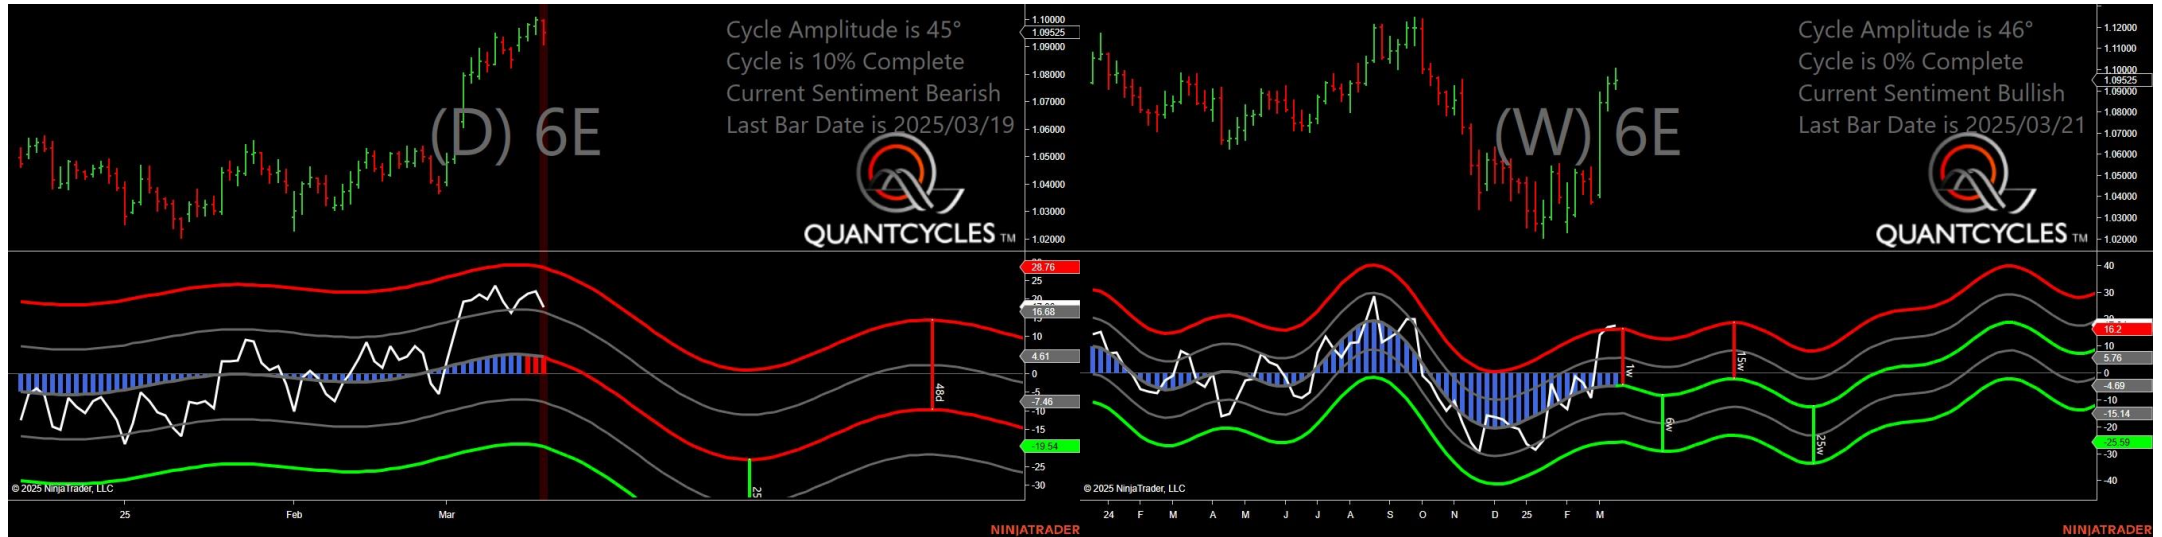 Cycle Amplitude is 45°
Cycle is 10% Complete
Current Sentiment Bearish
Last Bar Date is 2025/03/19
(D) 6E
QUANTCYCLES TM
1.10000
1.09525
1.09000
1.08000
1.07000
1.06000
1.05000
1.04000
1.03000
1.02000
28.76
25
20
16.68
10
4.61
0
-5
-7.46
-10
-15
-19.54
-25
-30
48d
25
© 2025 NinjaTrader, LLC
25 Feb Mar
NINJATRADER
Cycle Amplitude is 46°
Cycle is 0% Complete
Current Sentiment Bullish
Last Bar Date is 2025/03/21
(W) 6E
QUANTCYCLES TM
1.12000
1.11000
1.10000
1.09525
1.09000
1.08000
1.07000
1.06000
1.05000
1.04000
1.03000
1.02000
40
30
16.2
10
5.76
0
-4.69
-10
-15.14
-20
-25.59
-30
-40
1w
6w
15w
25w
© 2025 NinjaTrader, LLC
24 F M A M J J A S O N D 25 F M
NINJATRADER